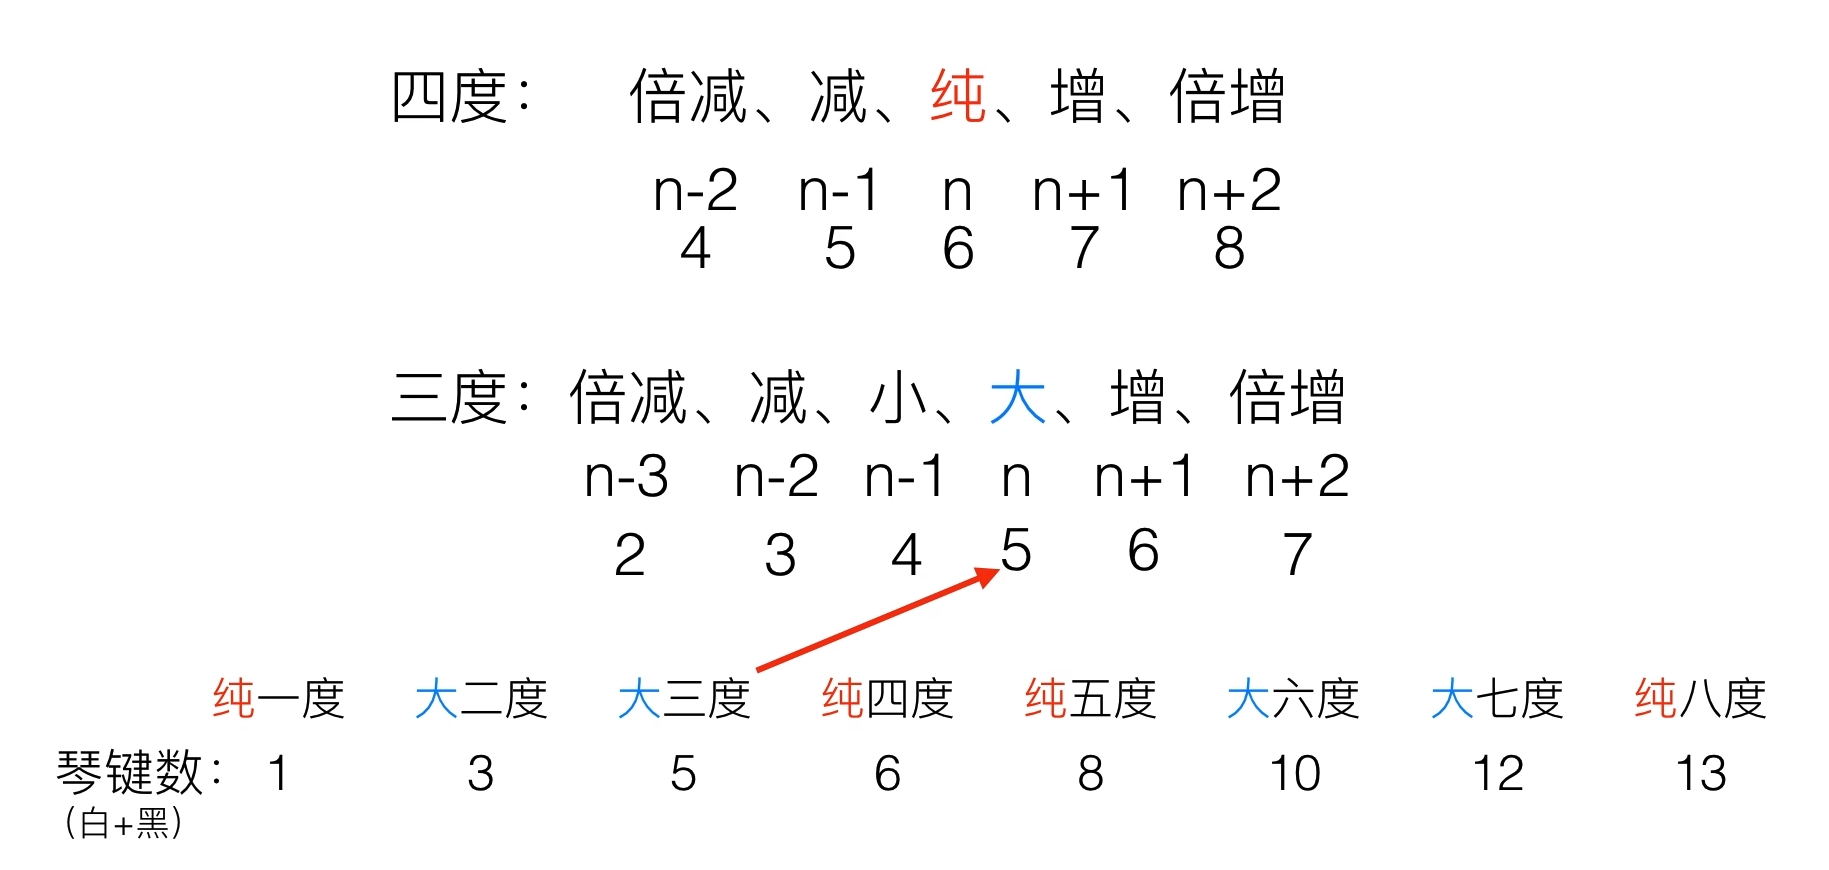 四度： 倍减、减、纯、增、倍增
n-2 n-1 n n+1 n+2
4 5 6 7 8
三度：倍减、减、小、大、增、倍增
n-3 n-2 n-1 n n+1 n+2
2 3 4 5 6 7
纯一度 大二度 大三度 纯四度 纯五度 大六度 大七度 纯八度
琴键数： 1 3 5 6 8 10 12 13
（白+黑）